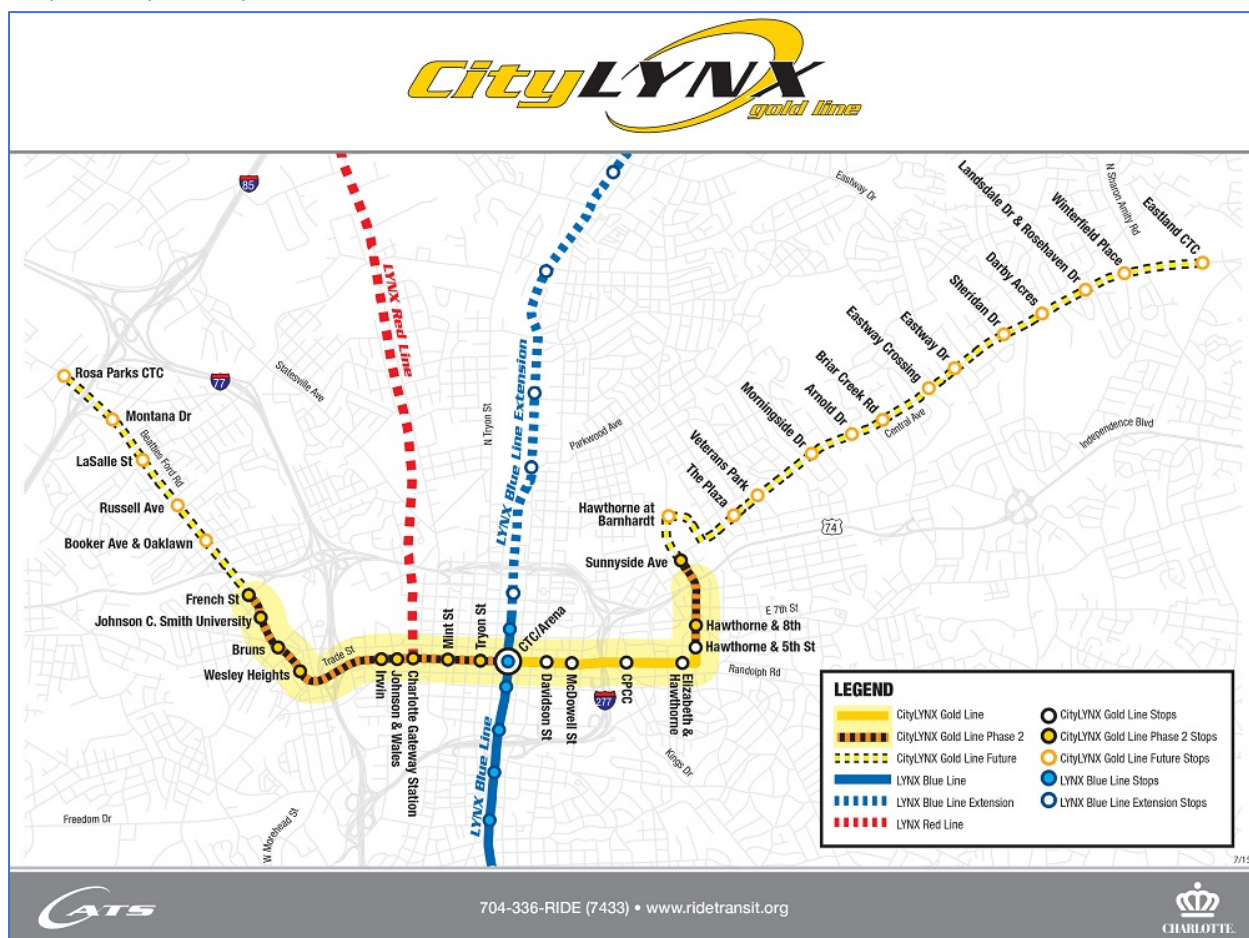 CityLYNX
gold line
85
Eastway Dr
N Sharon Amity Rd
Landsdale Dr & Rosehaven Dr
Winterfield Place
Eastland CTC
Darby Acres
Sheridan Dr
Eastway Dr
Eastway Crossing
Briar Creek Rd
Central Ave
Arnold Dr
Morningside Dr
Veterans Park
The Plaza
Independence Blvd
LYNX Red Line
LYNX Blue Line Extension
Rosa Parks CTC
77
Statesville Ave
N Tryon St
Parkwood Ave
Montana Dr
Beatties Ford Rd
LaSalle St
Russell Ave
Booker Ave & Oaklawn
Hawthorne at
Barnhardt
74
Sunnyside Ave
French St
Johnson C. Smith University
Bruns
Wesley Heights
Trade St
Irwin
Johnson & Wales
Charlotte Gateway Station
Mint St
Tryon St
CTC/Arena
Davidson St
McDowell St
277
CPCC
Elizabeth &
Hawthorne
E 7th St
Hawthorne & 8th
Hawthorne & 5th St
Randolph Rd
Kings Dr
LYNX Blue Line
Freedom Dr
W Morehead St
LEGEND
CityLYNX Gold Line
CityLYNX Gold Line Phase 2
CityLYNX Gold Line Future
LYNX Blue Line
LYNX Blue Line Extension
LYNX Red Line
CityLYNX Gold Line Stops
CityLYNX Gold Line Phase 2 Stops
CityLYNX Gold Line Future Stops
LYNX Blue Line Stops
LYNX Blue Line Extension Stops
CATS
704-336-RIDE (7433) • www.ridetransit.org
CHARLOTTE.